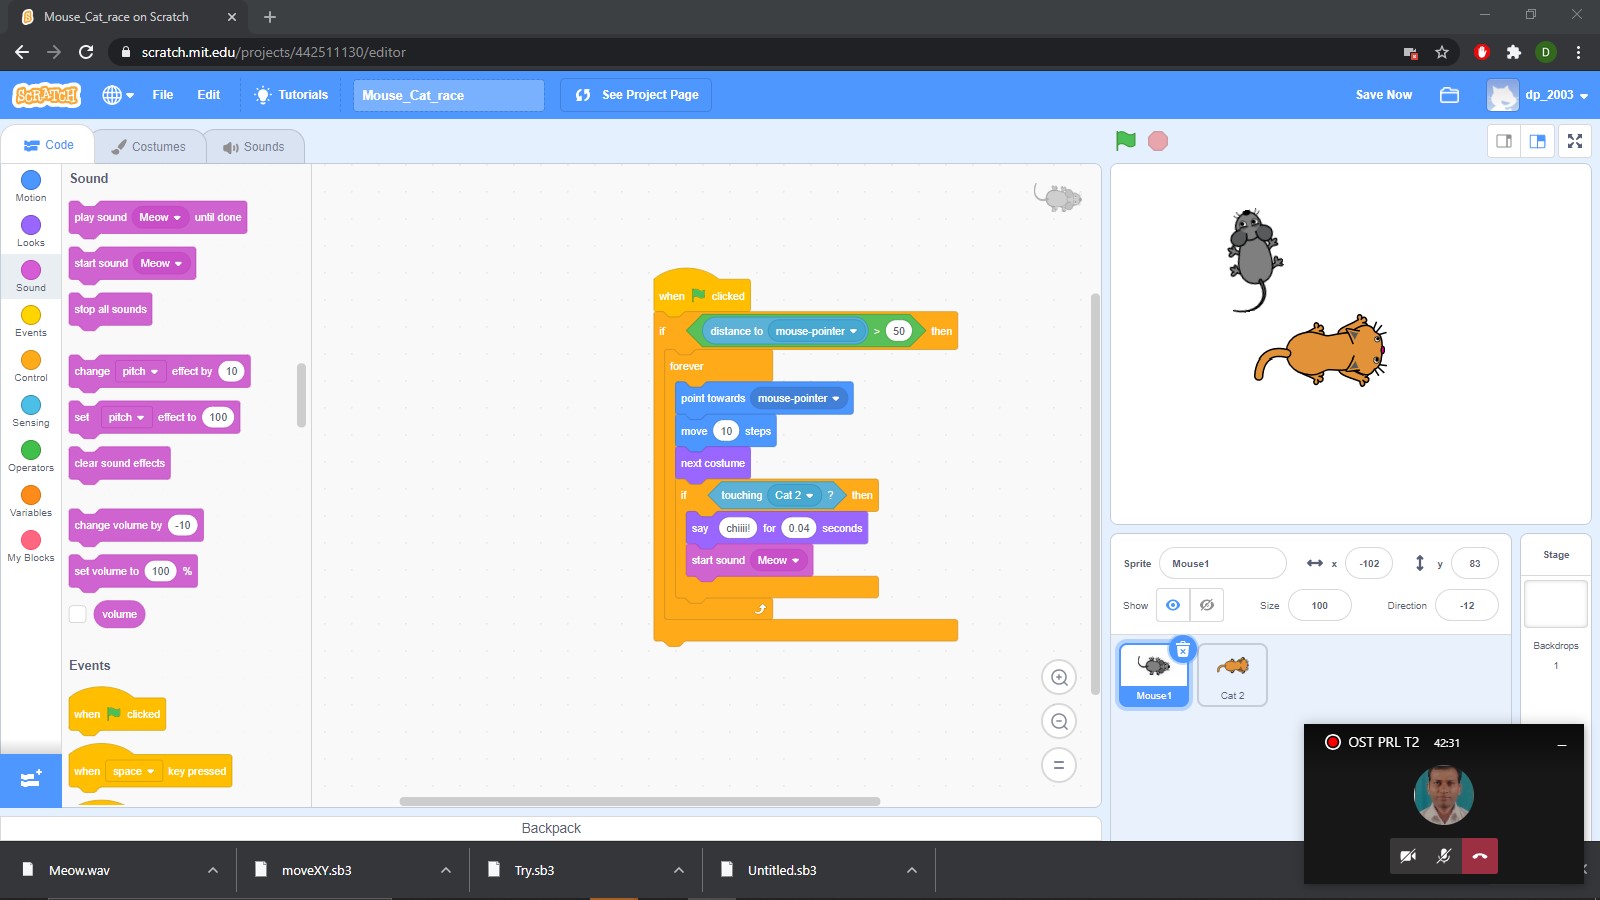 Mouse_Cat_race on Scratch
scratch.mit.edu/projects/442511130/editor
D
SCRATCH
File
Edit
Tutorials
Mouse_Cat_race
See Project Page
Save Now
dp_2003
Code
Costumes
Sounds
Motion
Looks
Sound
Events
Control
Sensing
Operators
Variables
My Blocks
Sound
play sound Meow until done
start sound Meow
stop all sounds
change pitch effect by 10
set pitch effect to 100
clear sound effects
change volume by -10
set volume to 100 %
volume
Events
when clicked
when space key pressed
when clicked
if distance to mouse-pointer > 50 then
forever
point towards mouse-pointer
move 10 steps
next costume
if touching Cat 2 ? then
say chiiii! for 0.04 seconds
start sound Meow
Sprite Mouse1 x -102 y 83
Show Size 100 Direction -12
Mouse1
Cat 2
Stage
Backdrops
1
OST PRL T2 42:31
Backpack
Meow.wav
moveXY.sb3
Try.sb3
Untitled.sb3